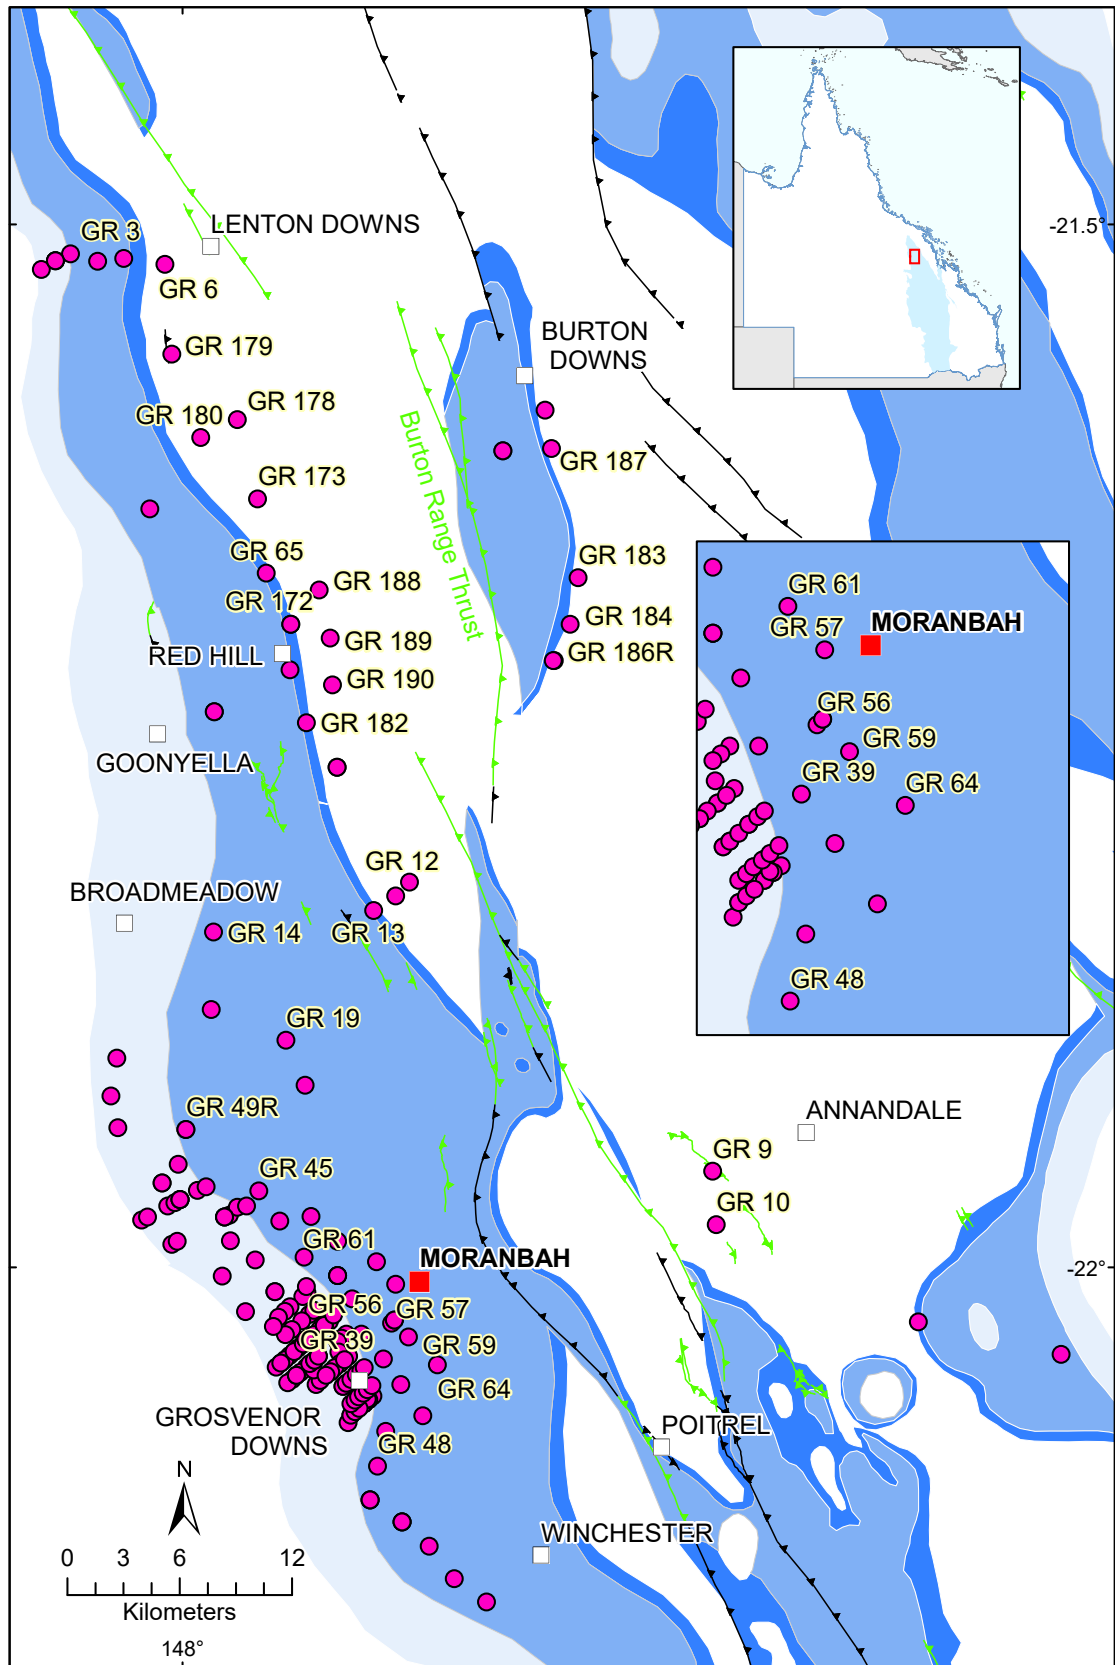 GR 3
LENTON DOWNS
-21.5°
GR 6
GR 179
BURTON
DOWNS
GR 178
GR 180
Burton Range Thrust
GR 187
GR 173
GR 65
GR 183
GR 188
GR 172
GR 61
GR 184
GR 57
MORANBAH
GR 189
RED HILL
GR 186R
GR 190
GR 182
GR 56
GOONYELLA
GR 59
GR 39
GR 64
GR 12
BROADMEADOW
GR 14
GR 13
GR 48
GR 19
GR 49R
ANNANDALE
GR 9
GR 45
GR 10
GR 61
MORANBAH
-22°
GR 56
GR 57
GR 39
GR 59
GR 64
GROSVENOR
DOWNS
GR 48
POITREL
N
WINCHESTER
0 3 6 12
Kilometers
148°